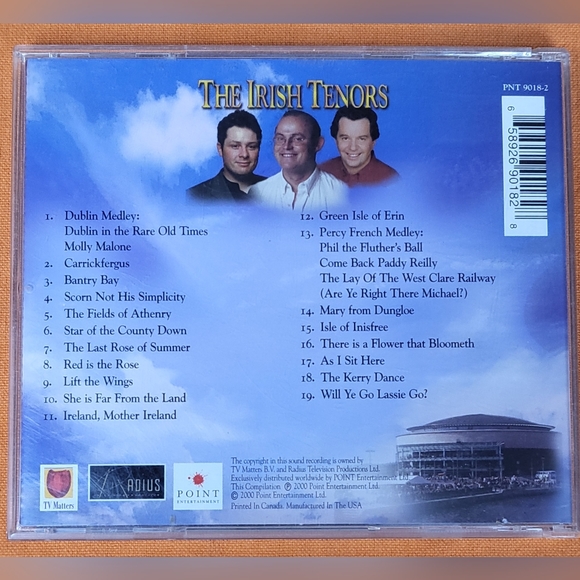 THE IRISH TENORS
PNT 9018-2
6 58926 90182 8
1. Dublin Medley:
Dublin in the Rare Old Times
Molly Malone
2. Carrickfergus
3. Bantry Bay
4. Scorn Not His Simplicity
5. The Fields of Athenry
6. Star of the County Down
7. The Last Rose of Summer
8. Red is the Rose
9. Lift the Wings
10. She is Far From the Land
11. Ireland, Mother Ireland
12. Green Isle of Erin
13. Percy French Medley:
Phil the Fluther's Ball
Come Back Paddy Reilly
The Lay Of The West Clare Railway
(Are Ye Right There Michael?)
14. Mary from Dungloe
15. Isle of Inisfree
16. There is a Flower that Bloometh
17. As I Sit Here
18. The Kerry Dance
19. Will Ye Go Lassie Go?
TV Matters
RADIUS
POINT
ENTERTAINMENT
The copyright in this sound recording is owned by
TV Matters B.V. and Radius Television Productions Ltd.
Exclusively distributed worldwide by POINT Entertainment Ltd.
This Compilation ℗ 2000 Point Entertainment Ltd.
© 2000 Point Entertainment Ltd.
Printed In Canada. Manufactured In The USA